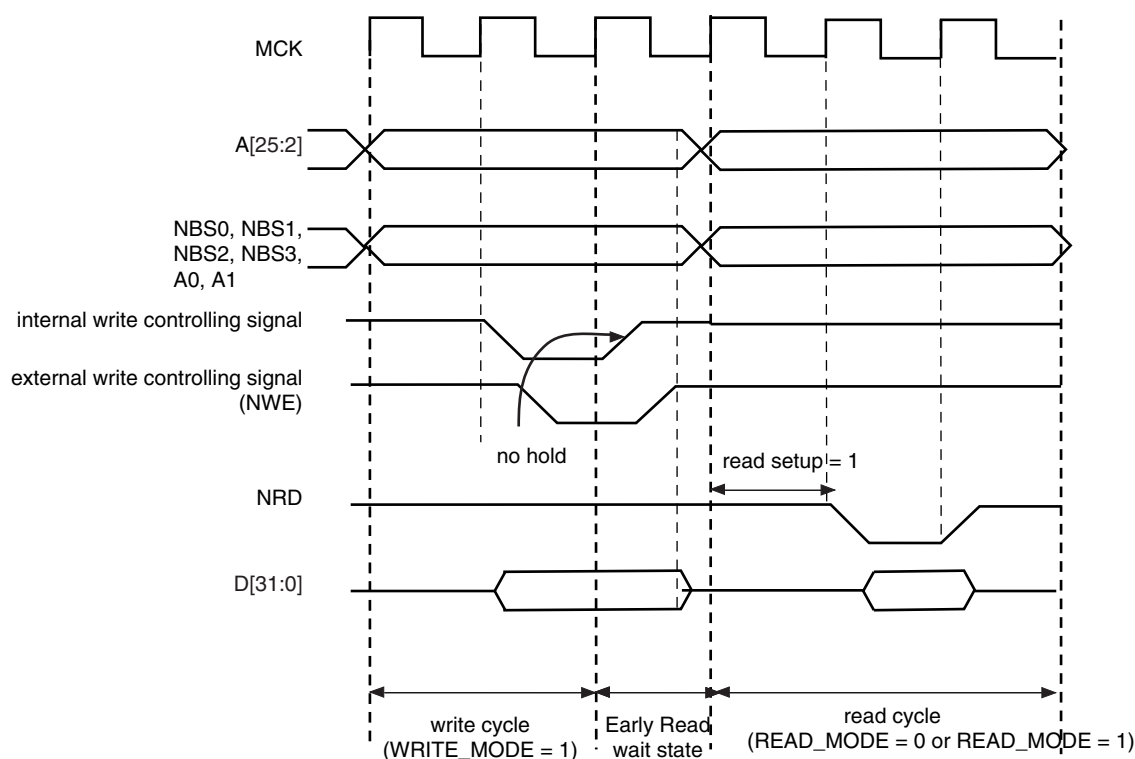 MCK
A[25:2]
NBS0, NBS1,
NBS2, NBS3,
A0, A1
internal write controlling signal
external write controlling signal
(NWE)
no hold
read setup = 1
NRD
D[31:0]
write cycle
(WRITE_MODE = 1)
Early Read
wait state
read cycle
(READ_MODE = 0 or READ_MODE = 1)